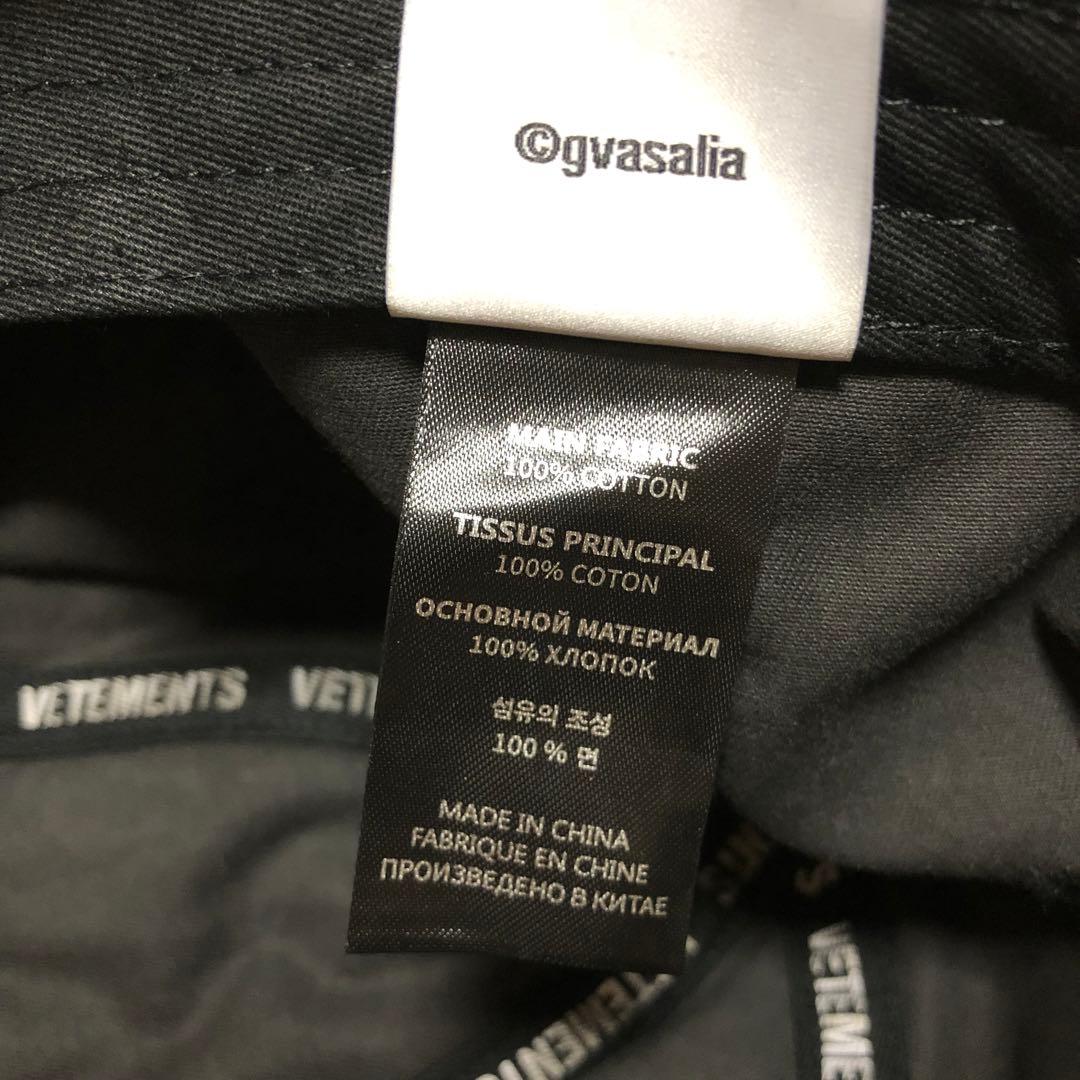 ©gvasalia
MAIN FABRIC
100% COTTON
TISSUS PRINCIPAL
100% COTON
ОСНОВНОЙ МАТЕРИАЛ
100% ХЛОПОК
섬유의 조성
100 % 면
MADE IN CHINA
FABRIQUE EN CHINE
ПРОИЗВЕДЕНО В КИТАЕ
VETEMENTS